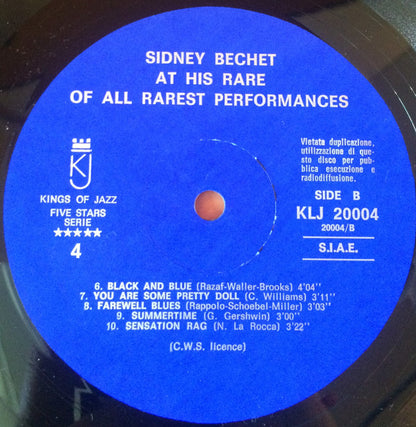 SIDNEY BECHET
AT HIS RARE
OF ALL RAREST PERFORMANCES
KJ
KINGS OF JAZZ
FIVE STARS
SERIE
★★★★★
4
Vietata duplicazione,
utilizzazione di que-
sto disco per pub-
blica esecuzione e
radiodiffusione.
SIDE B
KLJ 20004
20004/B
S.I.A.E.
6. BLACK AND BLUE (Razaf-Waller-Brooks) 4'04''
7. YOU ARE SOME PRETTY DOLL (C. Williams) 3'11''
8. FAREWELL BLUES (Rappolo-Schoebel-Miller) 3'03''
9. SUMMERTIME (G. Gershwin) 3'00''
10. SENSATION RAG (N. La Rocca) 3'22''
(C.W.S. licence)